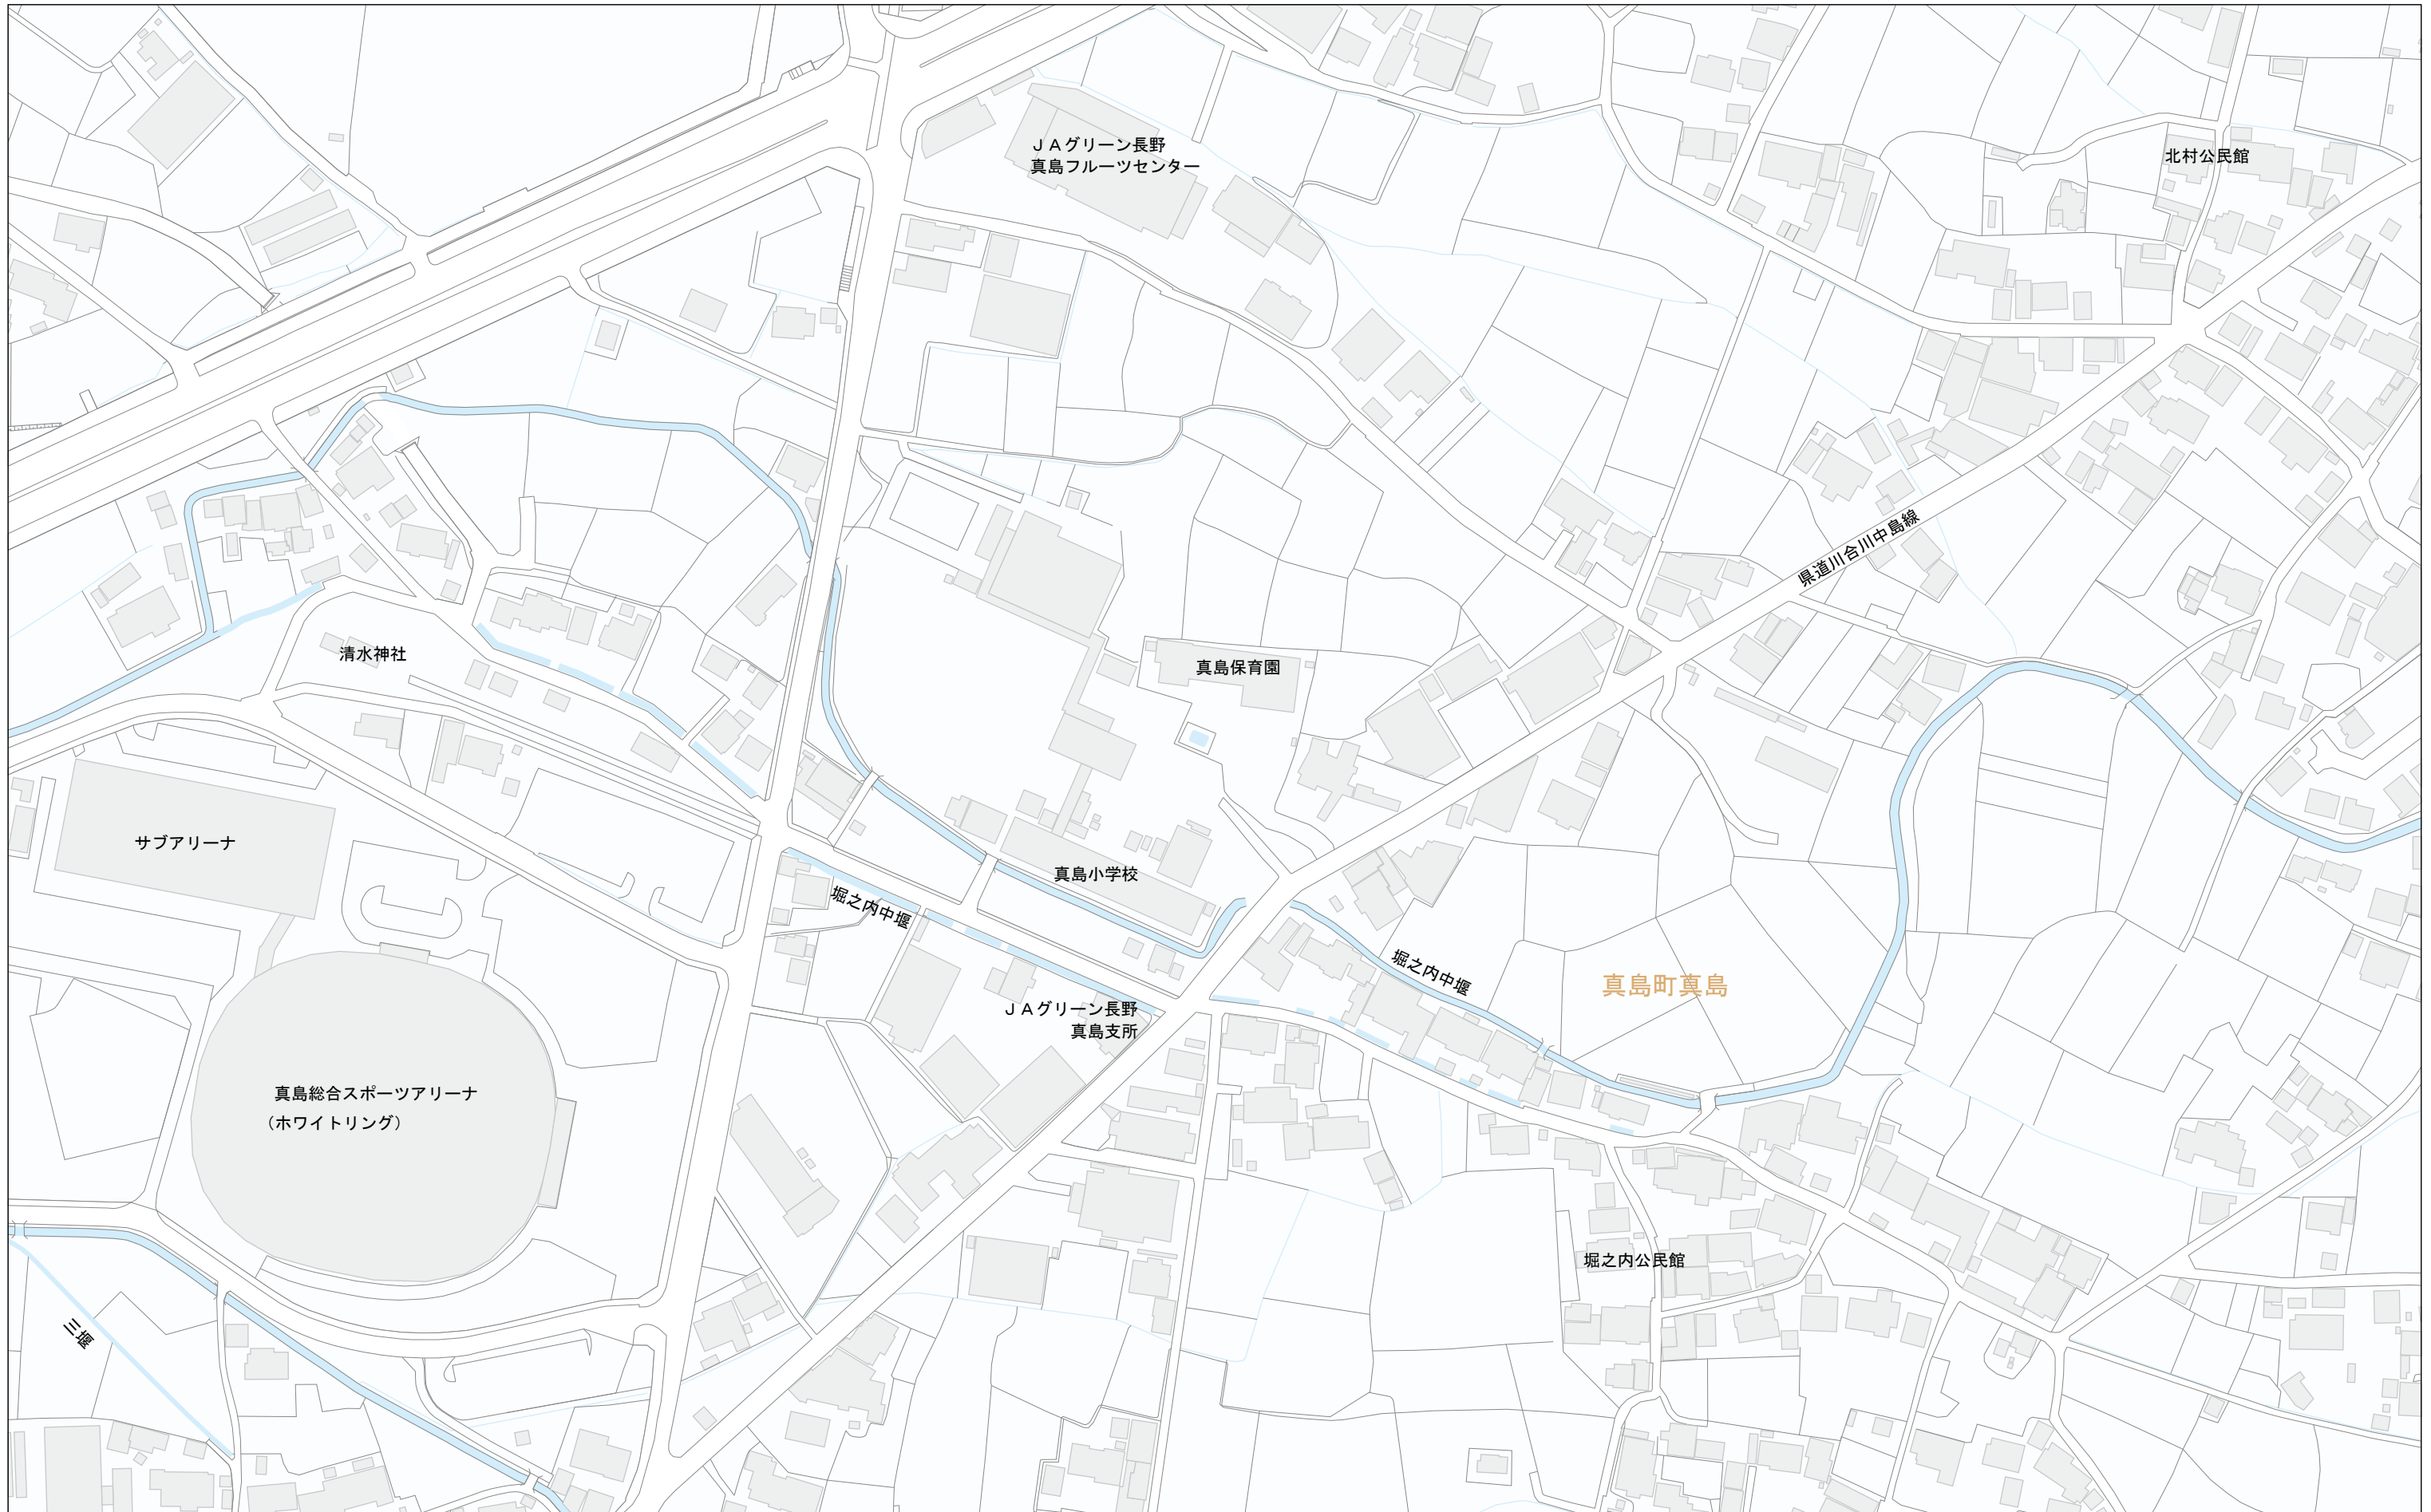 ＪＡグリーン長野
真島フルーツセンター
北村公民館
県道川合川中島線
清水神社
真島保育園
サブアリーナ
真島小学校
堀之内中堰
堀之内中堰
真島町真島
ＪＡグリーン長野
真島支所
真島総合スポーツアリーナ
（ホワイトリング）
堀之内公民館
三堰